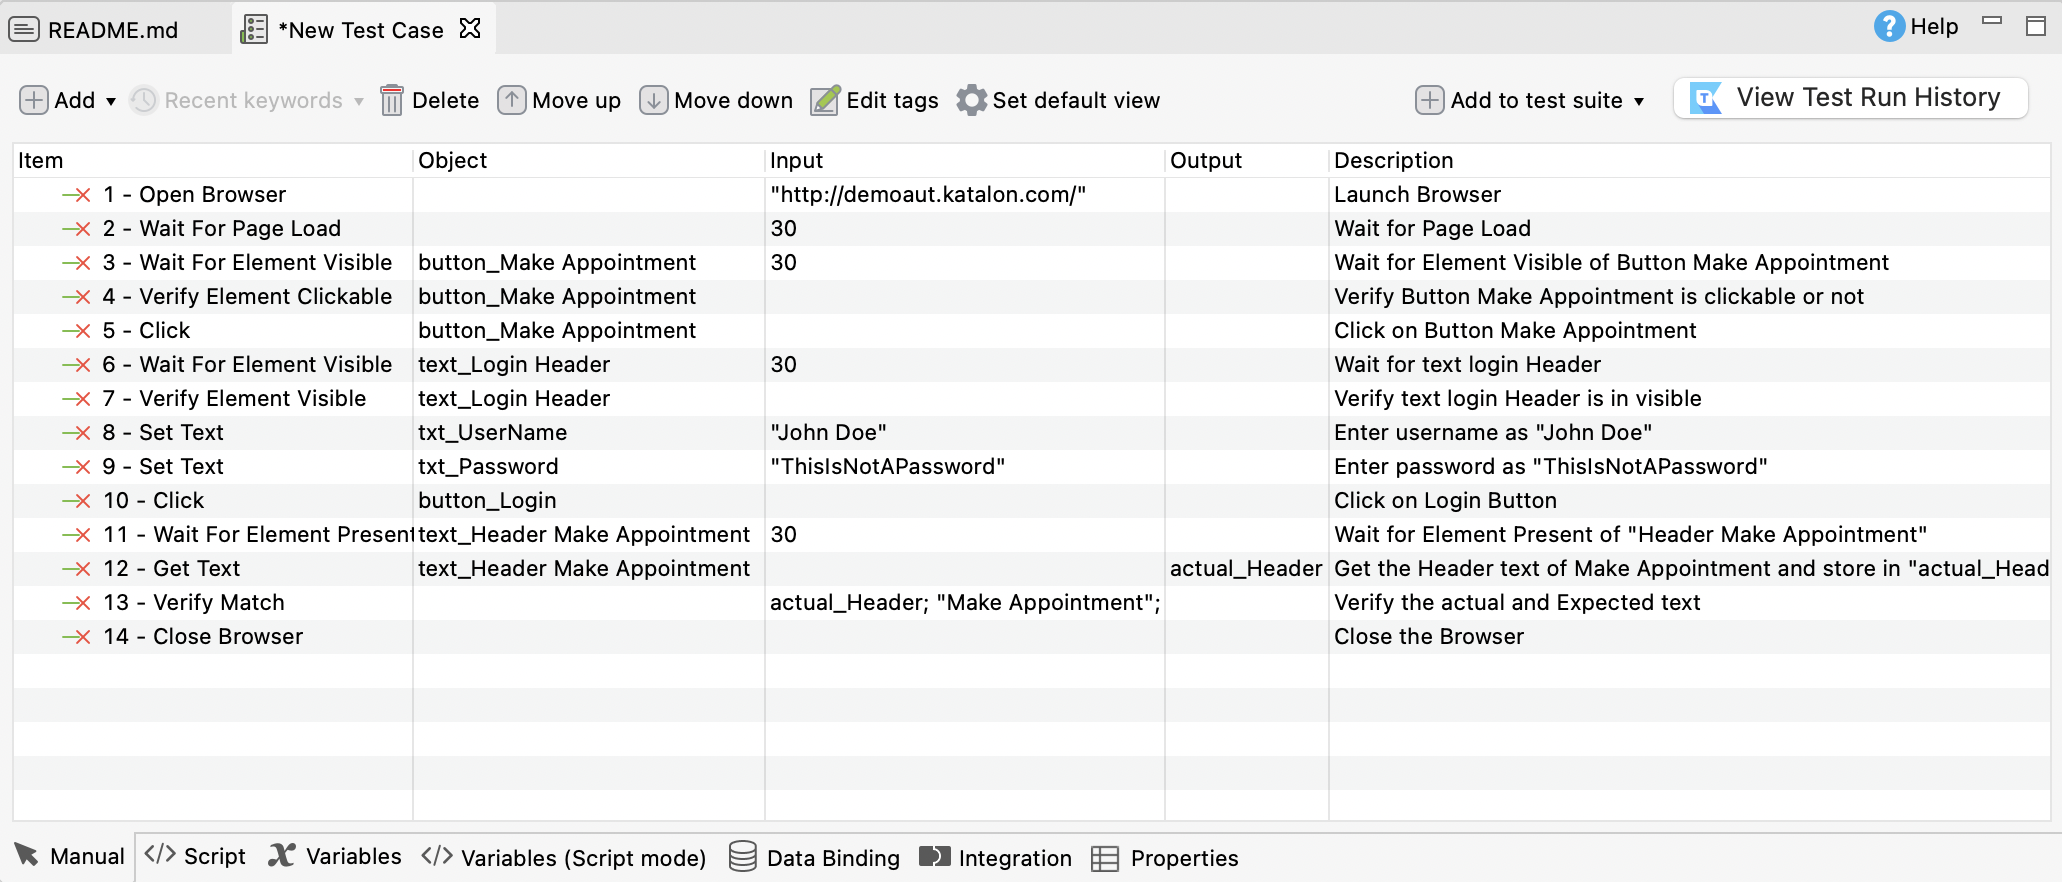 README.md *New Test Case Help
Add Recent keywords Delete Move up Move down Edit tags Set default view Add to test suite View Test Run History
Item Object Input Output Description
1 - Open Browser "http://demoaut.katalon.com/" Launch Browser
2 - Wait For Page Load 30 Wait for Page Load
3 - Wait For Element Visible button_Make Appointment 30 Wait for Element Visible of Button Make Appointment
4 - Verify Element Clickable button_Make Appointment Verify Button Make Appointment is clickable or not
5 - Click button_Make Appointment Click on Button Make Appointment
6 - Wait For Element Visible text_Login Header 30 Wait for text login Header
7 - Verify Element Visible text_Login Header Verify text login Header is in visible
8 - Set Text txt_UserName "John Doe" Enter username as "John Doe"
9 - Set Text txt_Password "ThisIsNotAPassword" Enter password as "ThisIsNotAPassword"
10 - Click button_Login Click on Login Button
11 - Wait For Element Present text_Header Make Appointment 30 Wait for Element Present of "Header Make Appointment"
12 - Get Text text_Header Make Appointment actual_Header Get the Header text of Make Appointment and store in "actual_Head
13 - Verify Match actual_Header; "Make Appointment"; Verify the actual and Expected text
14 - Close Browser Close the Browser
Manual </> Script Variables </> Variables (Script mode) Data Binding Integration Properties